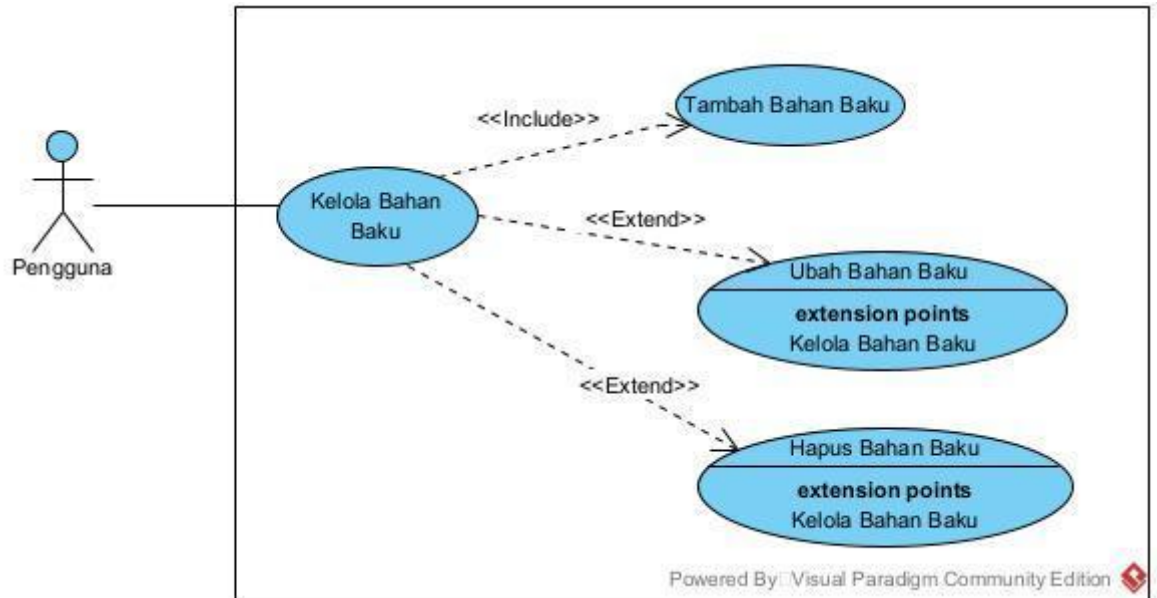 Tambah Bahan Baku
<<Include>>
Kelola Bahan
Baku
<<Extend>>
Pengguna
Ubah Bahan Baku
extension points
Kelola Bahan Baku
<<Extend>>
Hapus Bahan Baku
extension points
Kelola Bahan Baku
Powered By Visual Paradigm Community Edition